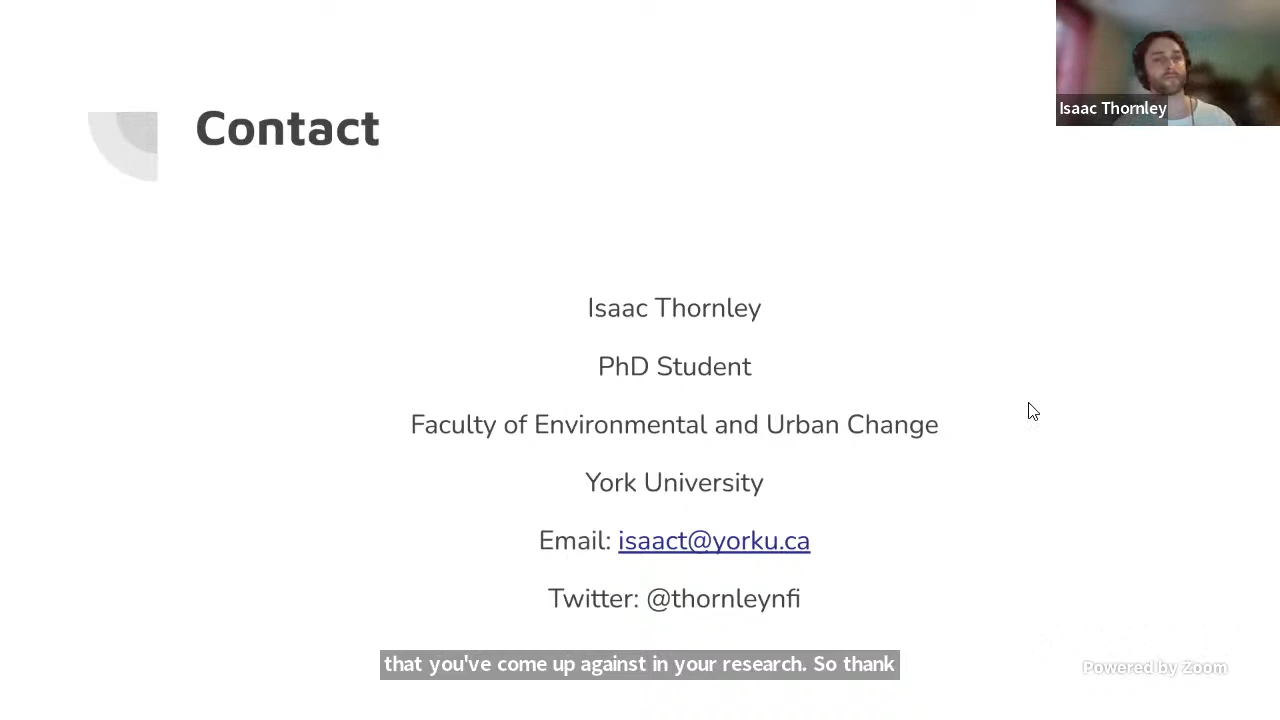 Isaac Thornley
Contact
Isaac Thornley
PhD Student
Faculty of Environmental and Urban Change
York University
Email: isaact@yorku.ca
Twitter: @thornleynfi
that you've come up against in your research. So thank
Powered by Zoom